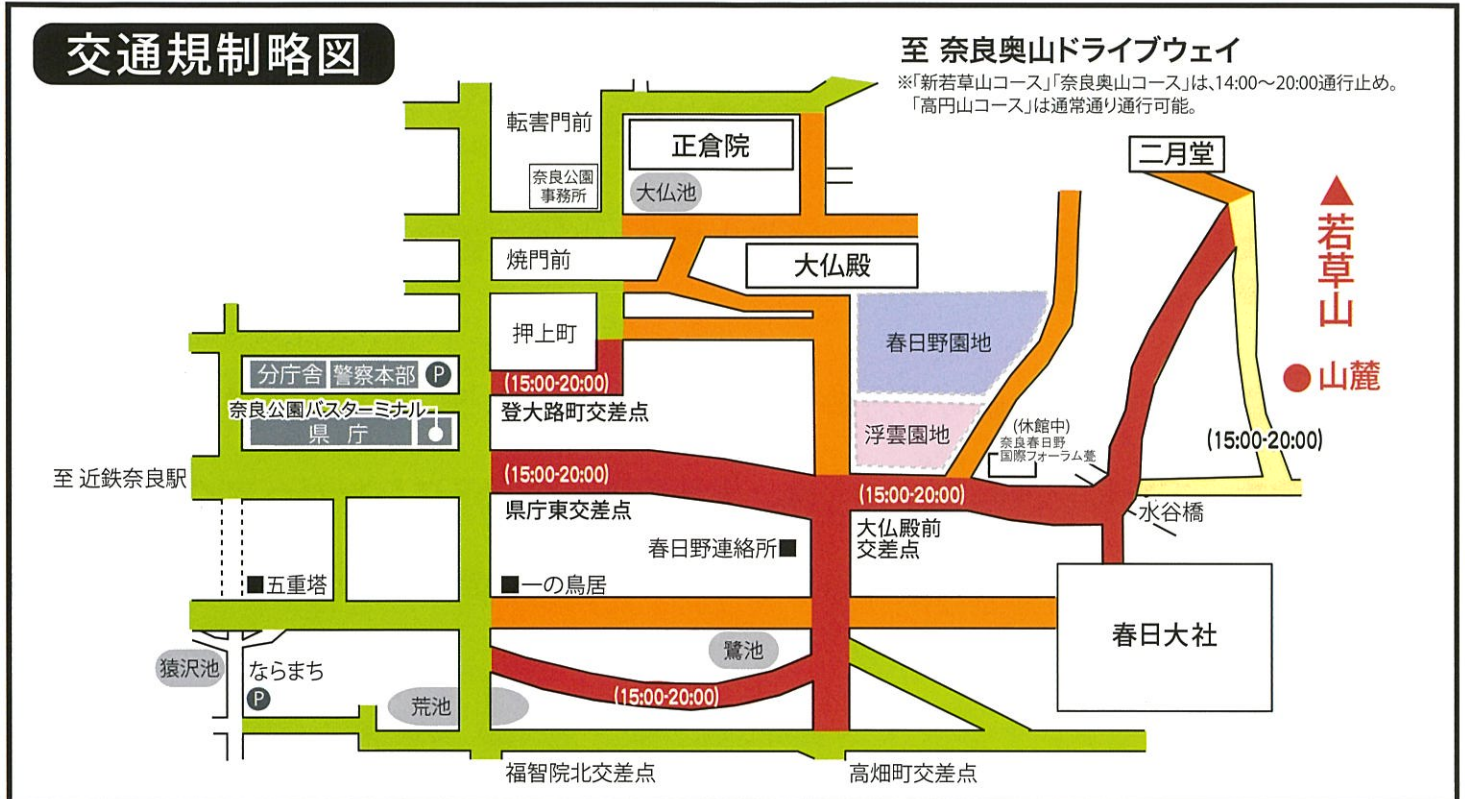 交通規制略図
至 奈良奥山ドライブウェイ
※「新若草山コース」「奈良奥山コース」は、14:00～20:00通行止め。
「高円山コース」は通常通り通行可能。
転害門前
正倉院
二月堂
奈良公園
事務所
大仏池
▲若草山
焼門前
大仏殿
押上町
春日野園地
分庁舎
警察本部
P
(15:00-20:00)
●山麓
奈良公園バスターミナル
登大路町交差点
県庁
浮雲園地
(休館中)
奈良春日野
国際フォーラム甍
(15:00-20:00)
至 近鉄奈良駅
(15:00-20:00)
(15:00-20:00)
県庁東交差点
大仏殿前
交差点
水谷橋
春日野連絡所■
■五重塔
■一の鳥居
春日大社
鷺池
猿沢池
ならまち
P
荒池
(15:00-20:00)
福智院北交差点
高畑町交差点